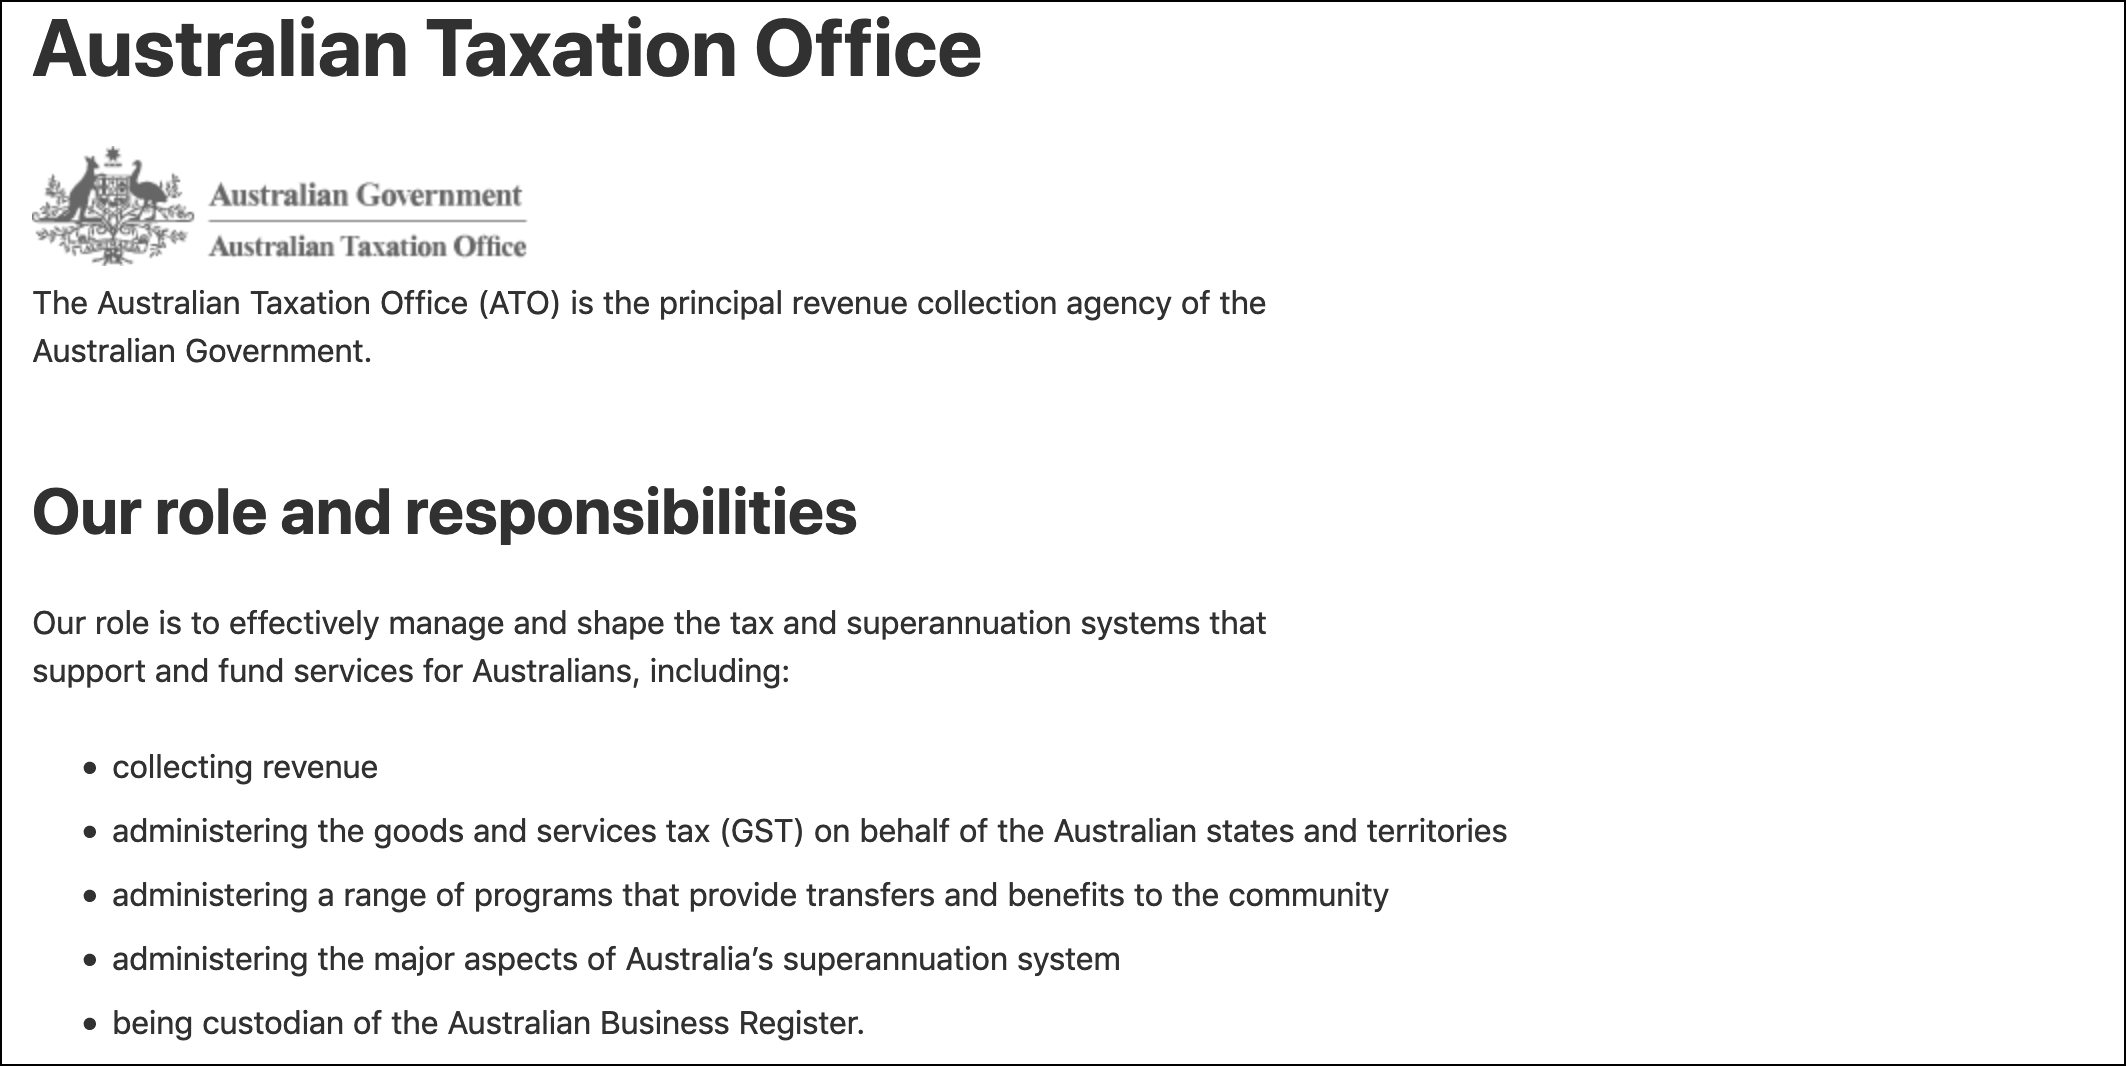 Australian Taxation Office
Australian Government
Australian Taxation Office
The Australian Taxation Office (ATO) is the principal revenue collection agency of the
Australian Government.
Our role and responsibilities
Our role is to effectively manage and shape the tax and superannuation systems that
support and fund services for Australians, including:
• collecting revenue
• administering the goods and services tax (GST) on behalf of the Australian states and territories
• administering a range of programs that provide transfers and benefits to the community
• administering the major aspects of Australia’s superannuation system
• being custodian of the Australian Business Register.